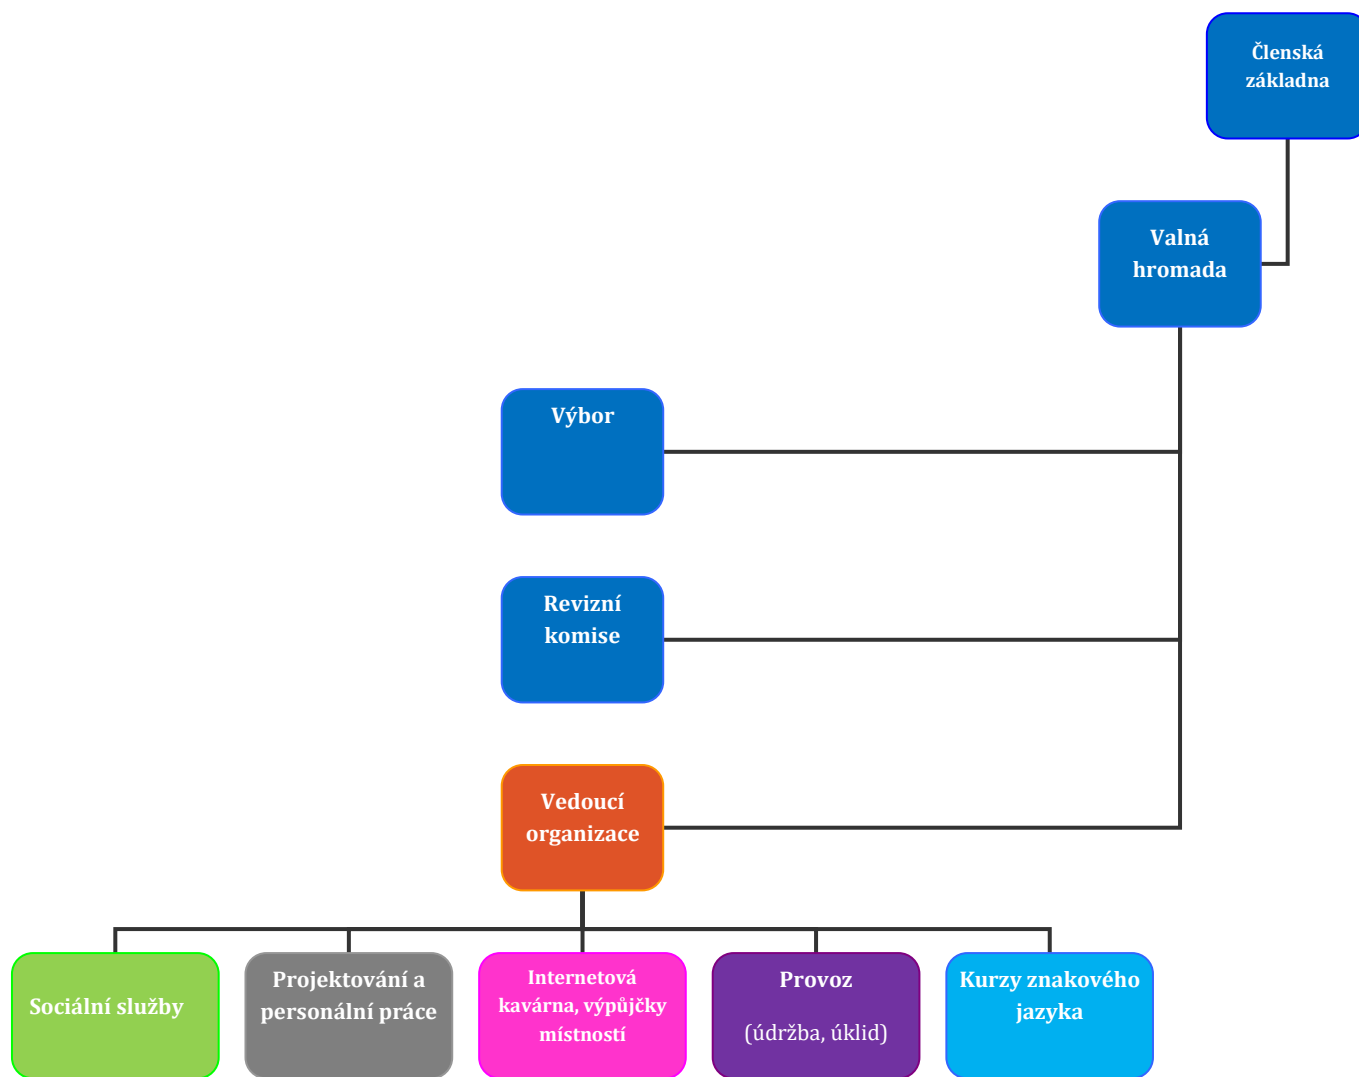 Členská
základna
Valná
hromada
Výbor
Revizní
komise
Vedoucí
organizace
Sociální služby
Projektování a
personální práce
Internetová
kavárna, výpůjčky
místností
Provoz
(údržba, úklid)
Kurzy znakového
jazyka